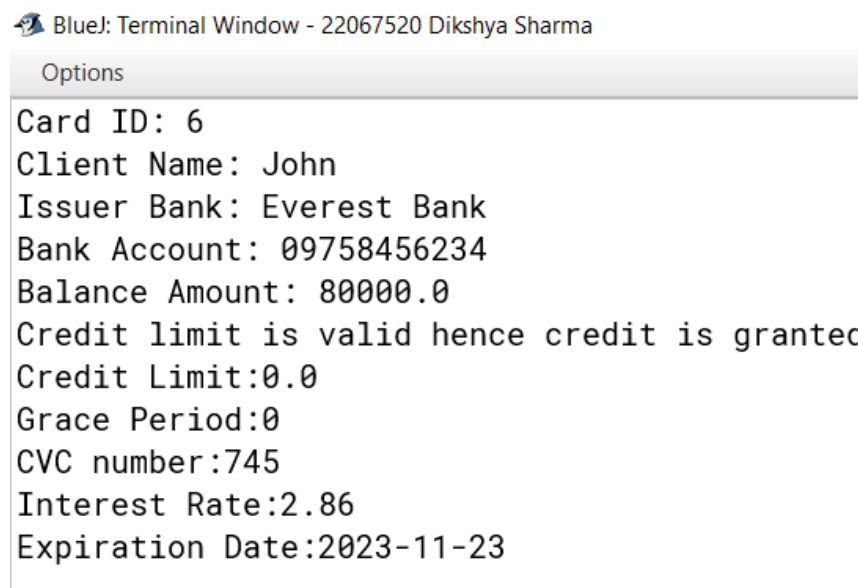 BlueJ: Terminal Window - 22067520 Dikshya Sharma
Options
Card ID: 6
Client Name: John
Issuer Bank: Everest Bank
Bank Account: 09758456234
Balance Amount: 80000.0
Credit limit is valid hence credit is granted
Credit Limit:0.0
Grace Period:0
CVC number:745
Interest Rate:2.86
Expiration Date:2023-11-23